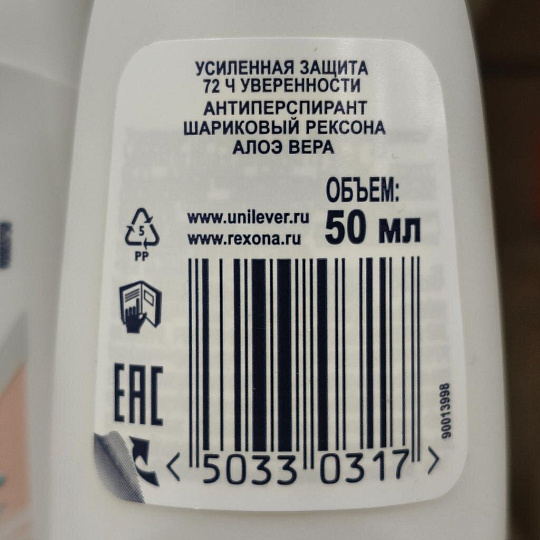 УСИЛЕННАЯ ЗАЩИТА
72 Ч УВЕРЕННОСТИ
АНТИПЕРСПИРАНТ
ШАРИКОВЫЙ РЕКСОНА
АЛОЭ ВЕРА
ОБЪЕМ:
50 мл
www.unilever.ru
www.rexona.ru
5
PP
EAC
90013998
<5033 0317>